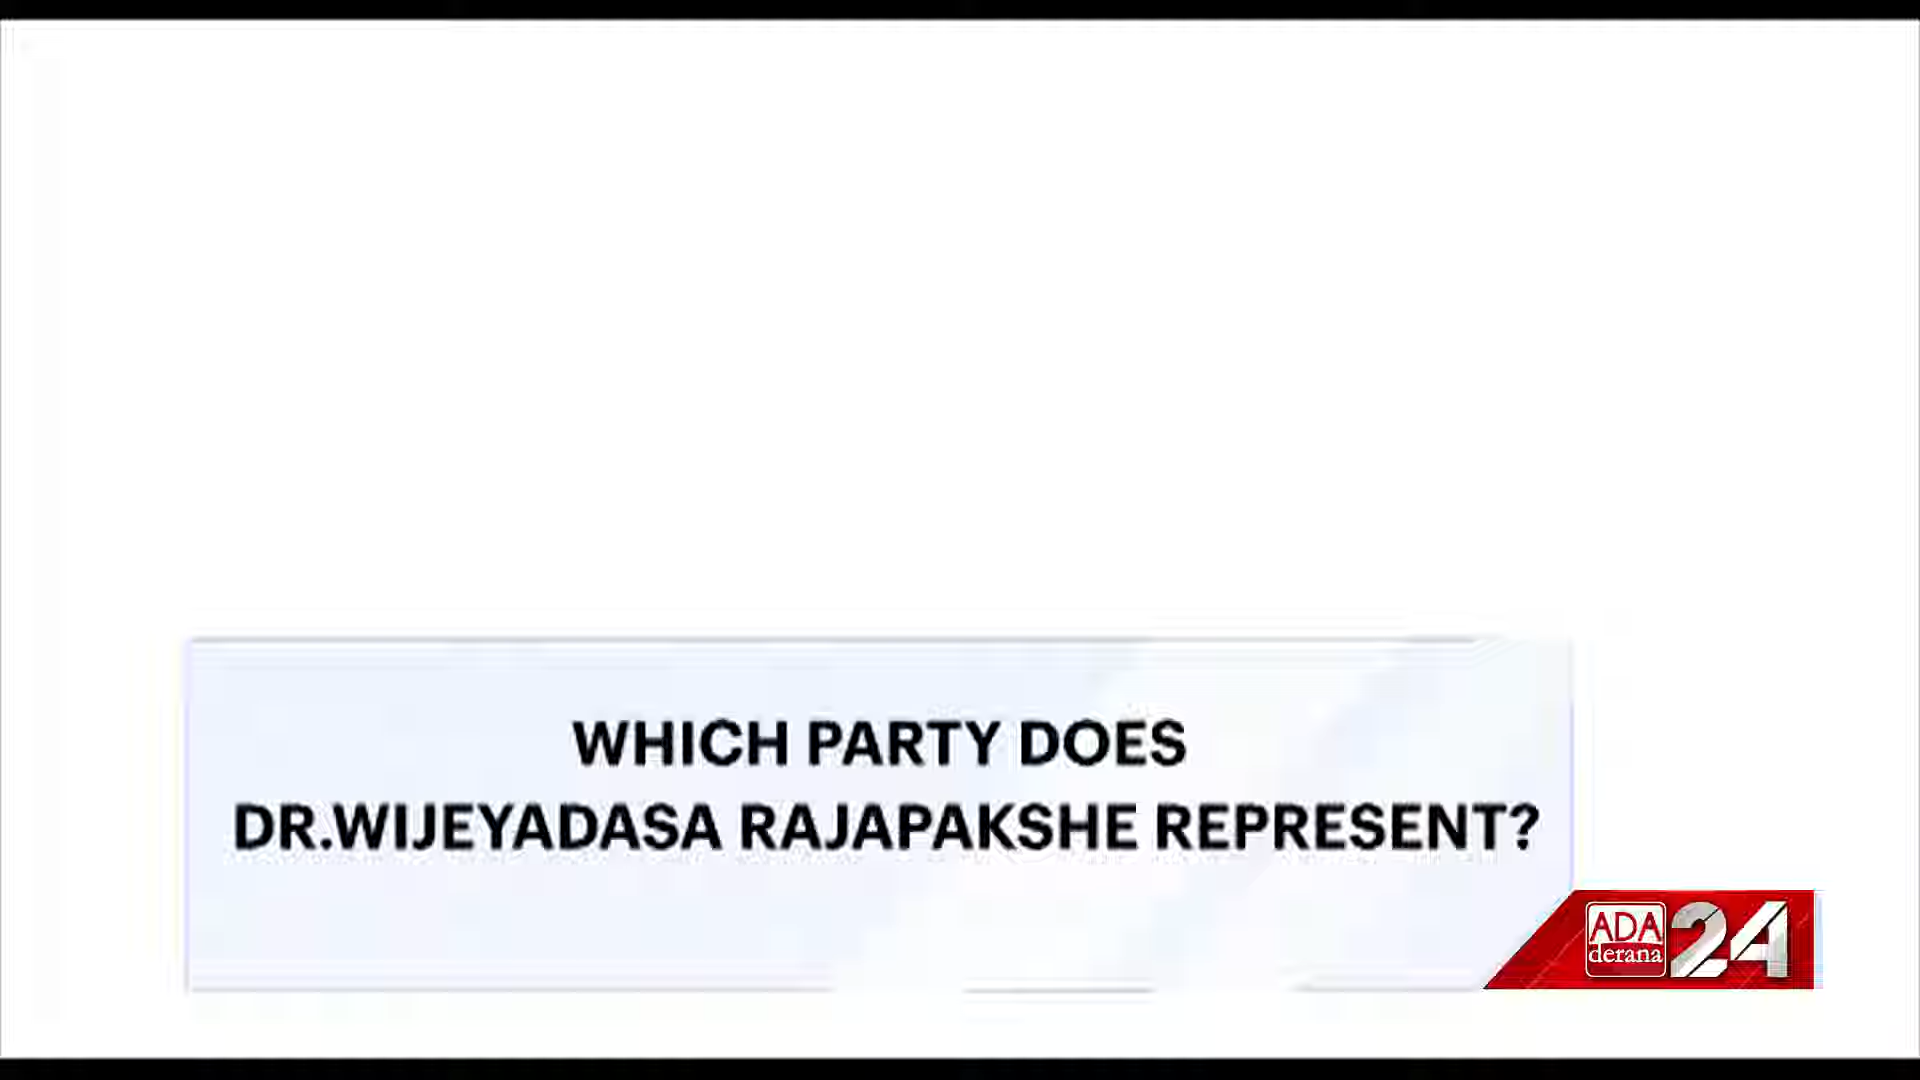 WHICH PARTY DOES
DR.WIJEYADASA RAJAPAKSHE REPRESENT?
ADA
derana
24